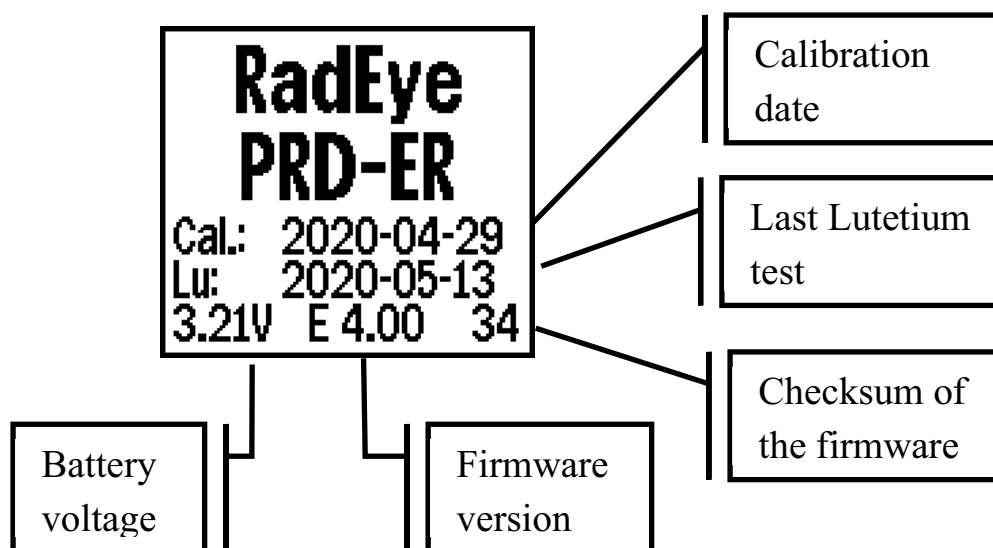 RadEye
PRD-ER
Cal.: 2020-04-29
Lu: 2020-05-13
3.21V E 4.00 34
Calibration
date
Last Lutetium
test
Checksum of
the firmware
Battery
voltage
Firmware
version